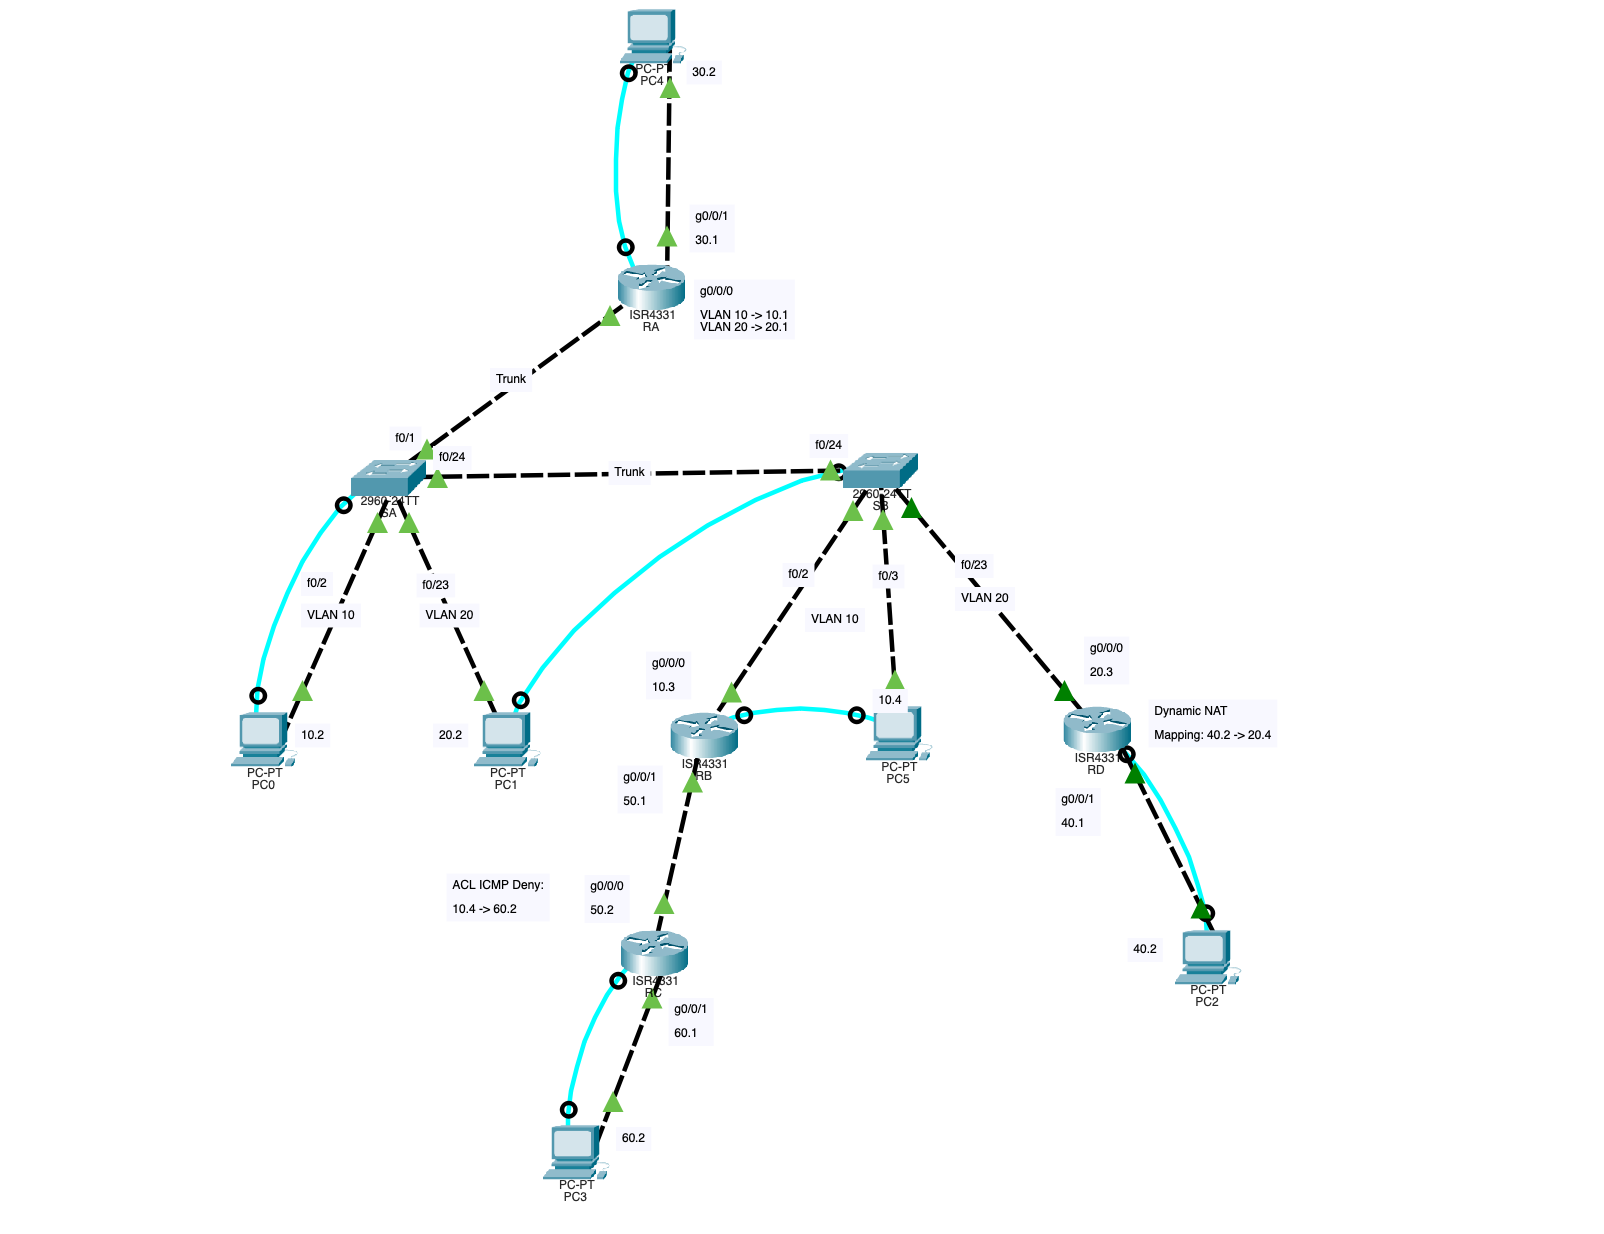 PC-PT
PC4
30.2
g0/0/1
30.1
g0/0/0
VLAN 10 -> 10.1
VLAN 20 -> 20.1
ISR4331
RA
Trunk
f0/1
f0/24
f0/24
Trunk
2960-24TT
SA
2960-24TT
SB
f0/2
VLAN 10
f0/23
VLAN 20
f0/2
f0/3
VLAN 10
f0/23
VLAN 20
g0/0/0
10.3
10.4
g0/0/0
20.3
Dynamic NAT
Mapping: 40.2 -> 20.4
10.2
20.2
PC-PT
PC0
PC-PT
PC1
ISR4331
RB
PC-PT
PC5
ISR4331
RD
g0/0/1
50.1
g0/0/1
40.1
ACL ICMP Deny:
10.4 -> 60.2
g0/0/0
50.2
40.2
ISR4331
RC
PC-PT
PC2
g0/0/1
60.1
60.2
PC-PT
PC3